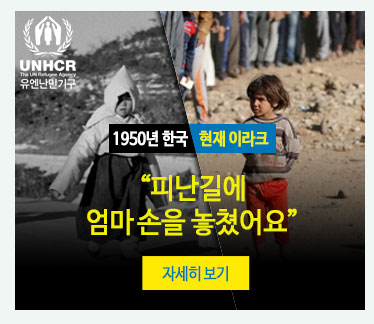 UNHCR
The UN Refugee Agency
유엔난민기구
1950년 한국 현재 이라크
“피난길에
엄마 손을 놓쳤어요”
자세히 보기